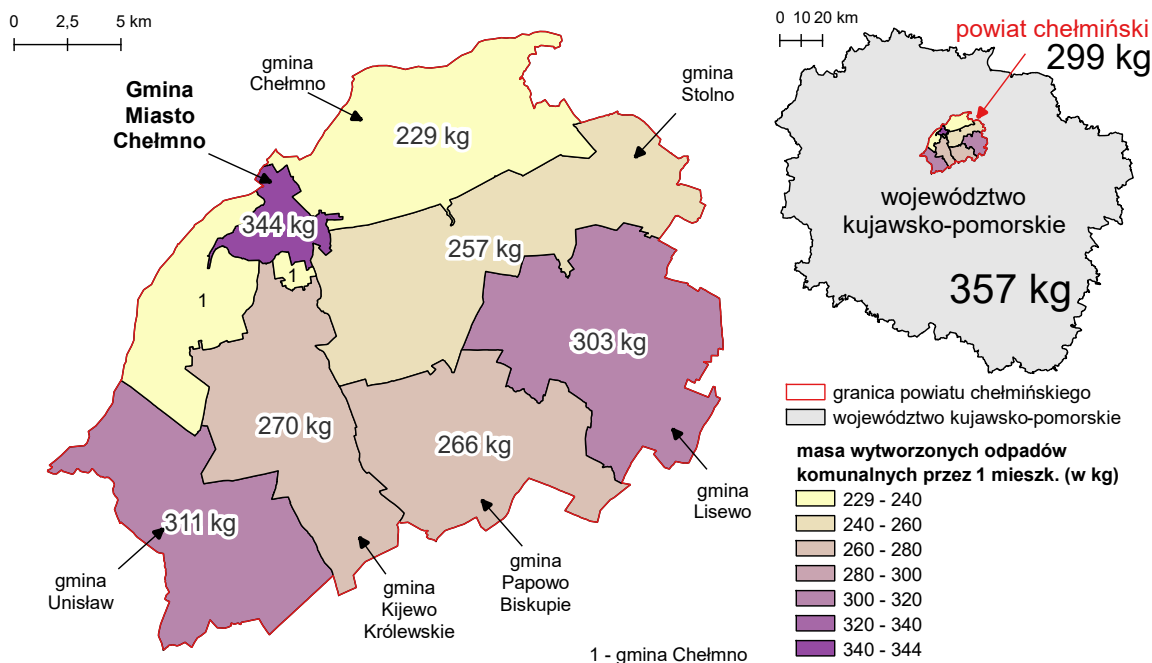 0 2,5 5 km
gmina
Chełmno
Gmina
Miasto
Chełmno
gmina
Stolno
229 kg
344 kg
257 kg
1
1
303 kg
270 kg
266 kg
311 kg
gmina
Lisewo
gmina
Unisław
gmina
Kijewo
Królewskie
gmina
Papowo
Biskupie
1 - gmina Chełmno
0 10 20 km
powiat chełmiński
299 kg
województwo
kujawsko-pomorskie
357 kg
granica powiatu chełmińskiego
województwo kujawsko-pomorskie
masa wytworzonych odpadów
komunalnych przez 1 mieszk. (w kg)
229 - 240
240 - 260
260 - 280
280 - 300
300 - 320
320 - 340
340 - 344